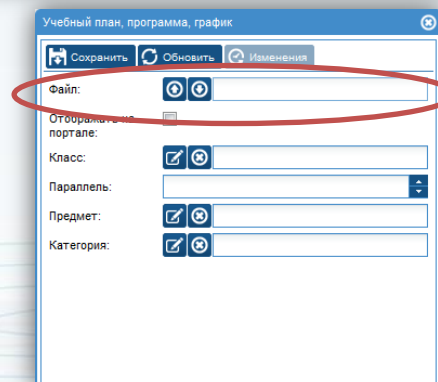 Учебный план, программа, график
Сохранить Обновить Изменения
Файл:
Отображать на
портале:
Класс:
Параллель:
Предмет:
Категория: